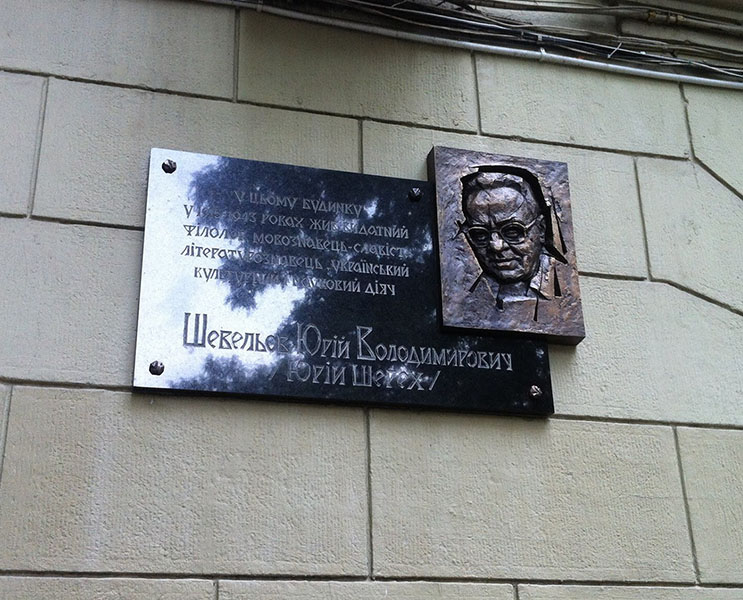 У цьому будинку
у 1943 роках жив видатний
філолог, мовознавець-славіст,
літературознавець, український
культурний науковий діяч
Шевельов Юрій Володимирович
/Юрій Шерех/